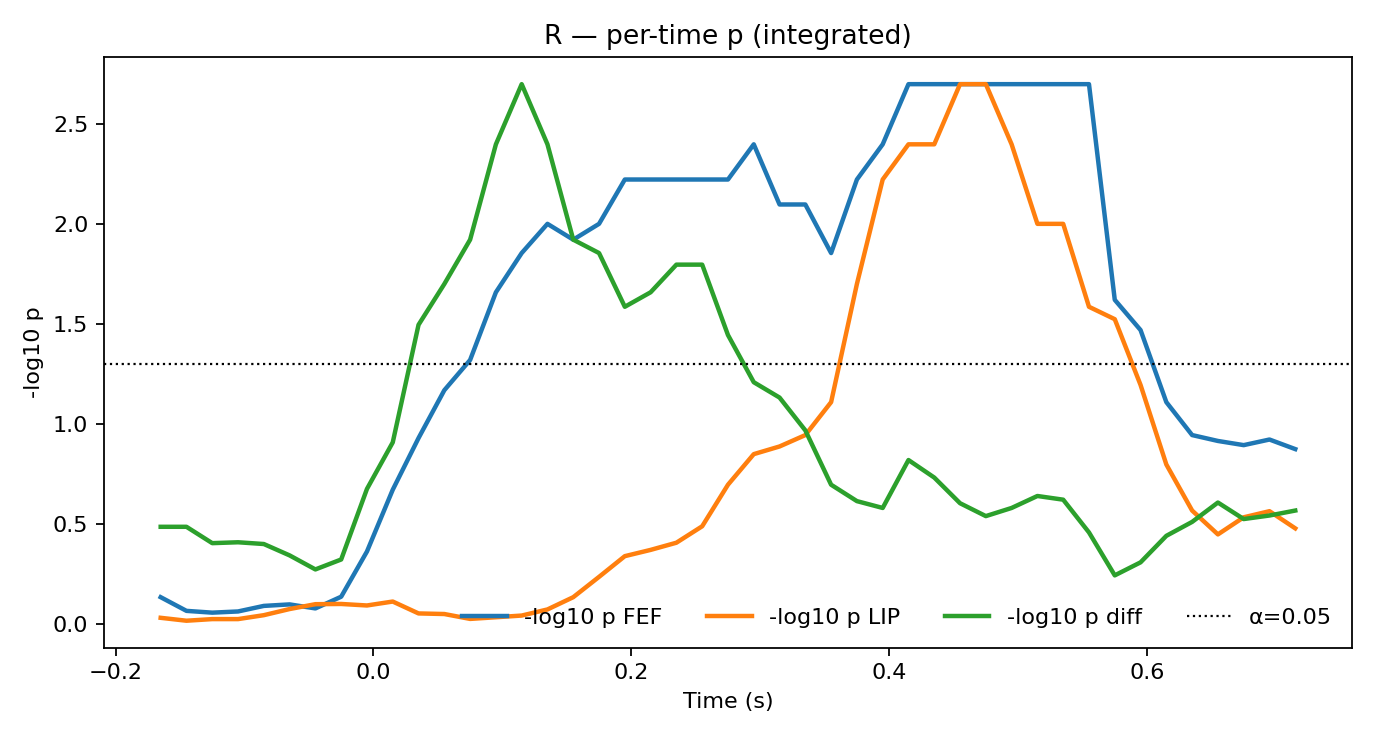 R — per-time p (integrated)
-log10 p
2.5
2.0
1.5
1.0
0.5
0.0
-log10 p FEF -log10 p LIP -log10 p diff α=0.05
−0.2 0.0 0.2 0.4 0.6
Time (s)